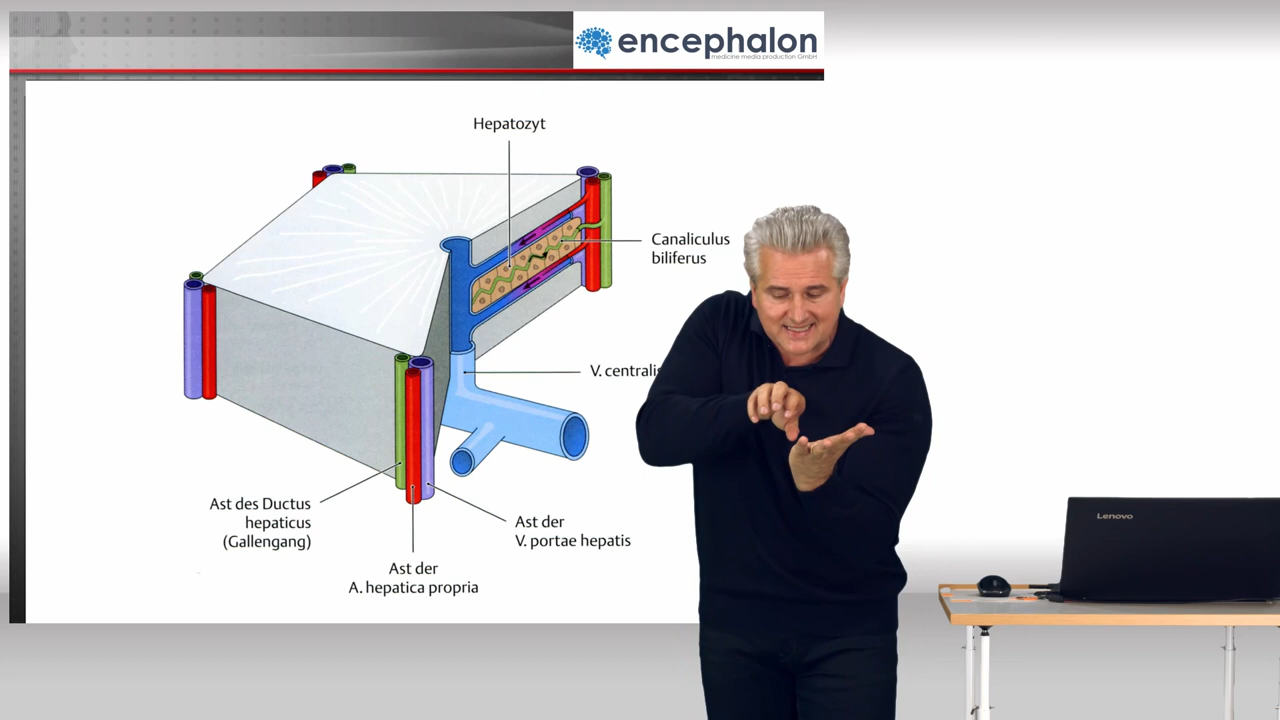 encephalon
medicine media production GmbH
Hepatozyt
Canaliculus
biliferus
V. centralis
Ast des Ductus
hepaticus
(Gallengang)
Ast der
V. portae hepatis
Ast der
A. hepatica propria
Lenovo